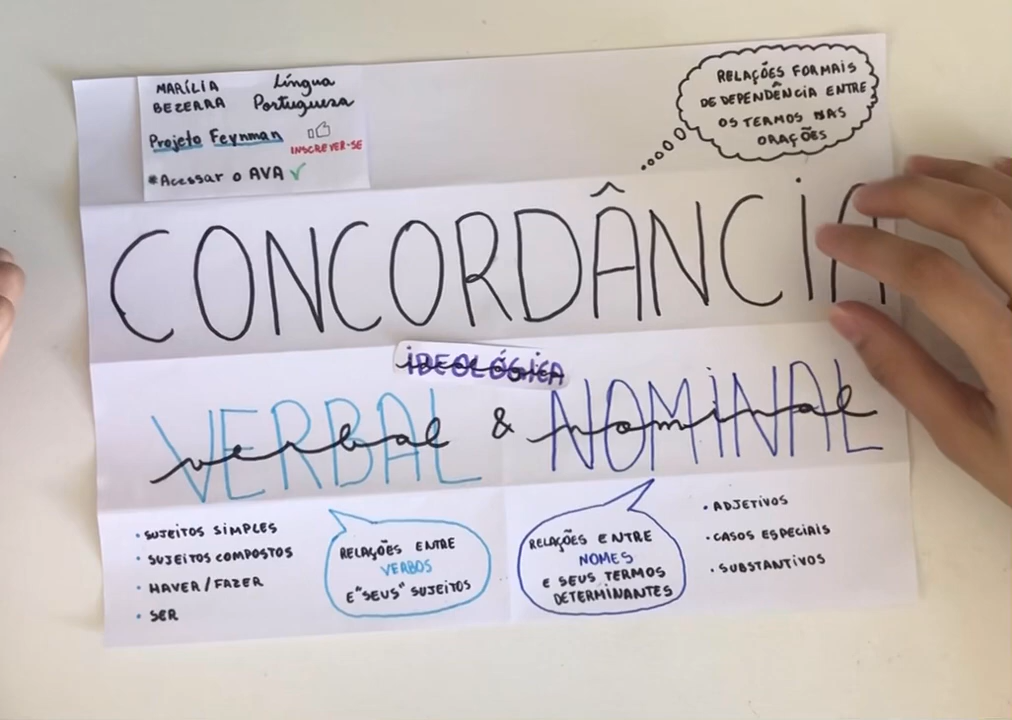 MARÍLIA
BEZERRA
Língua
Portuguesa
Projeto Feynman
INSCREVER-SE
*Acessar o AVA ✓
RELAÇÕES FORMAIS
DE DEPENDÊNCIA ENTRE
OS TERMOS NAS
ORAÇÕES
CONCORDÂNCIA
IDEOLÓGICA
VERBAL
verbal
&
NOMINAL
nominal
• SUJEITOS SIMPLES
• SUJEITOS COMPOSTOS
• HAVER/FAZER
• SER
RELAÇÕES ENTRE
VERBOS
E "SEUS" SUJEITOS
RELAÇÕES ENTRE
NOMES
E SEUS TERMOS
DETERMINANTES
• ADJETIVOS
• CASOS ESPECIAIS
• SUBSTANTIVOS